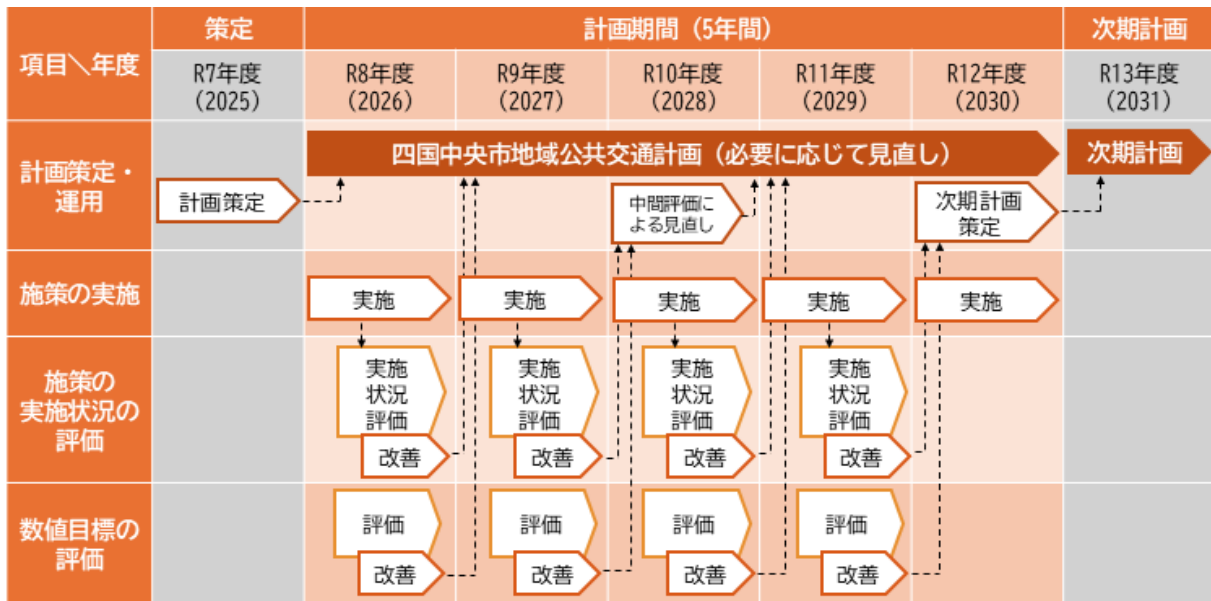 項目＼年度
策定
計画期間（5年間）
次期計画
R7年度
（2025）
R8年度
（2026）
R9年度
（2027）
R10年度
（2028）
R11年度
（2029）
R12年度
（2030）
R13年度
（2031）
計画策定・
運用
四国中央市地域公共交通計画（必要に応じて見直し）
次期計画
計画策定
中間評価に
よる見直し
次期計画
策定
施策の実施
実施
実施
実施
実施
実施
施策の
実施状況の
評価
実施
状況
評価
改善
実施
状況
評価
改善
実施
状況
評価
改善
実施
状況
評価
改善
数値目標の
評価
評価
改善
評価
改善
評価
改善
評価
改善